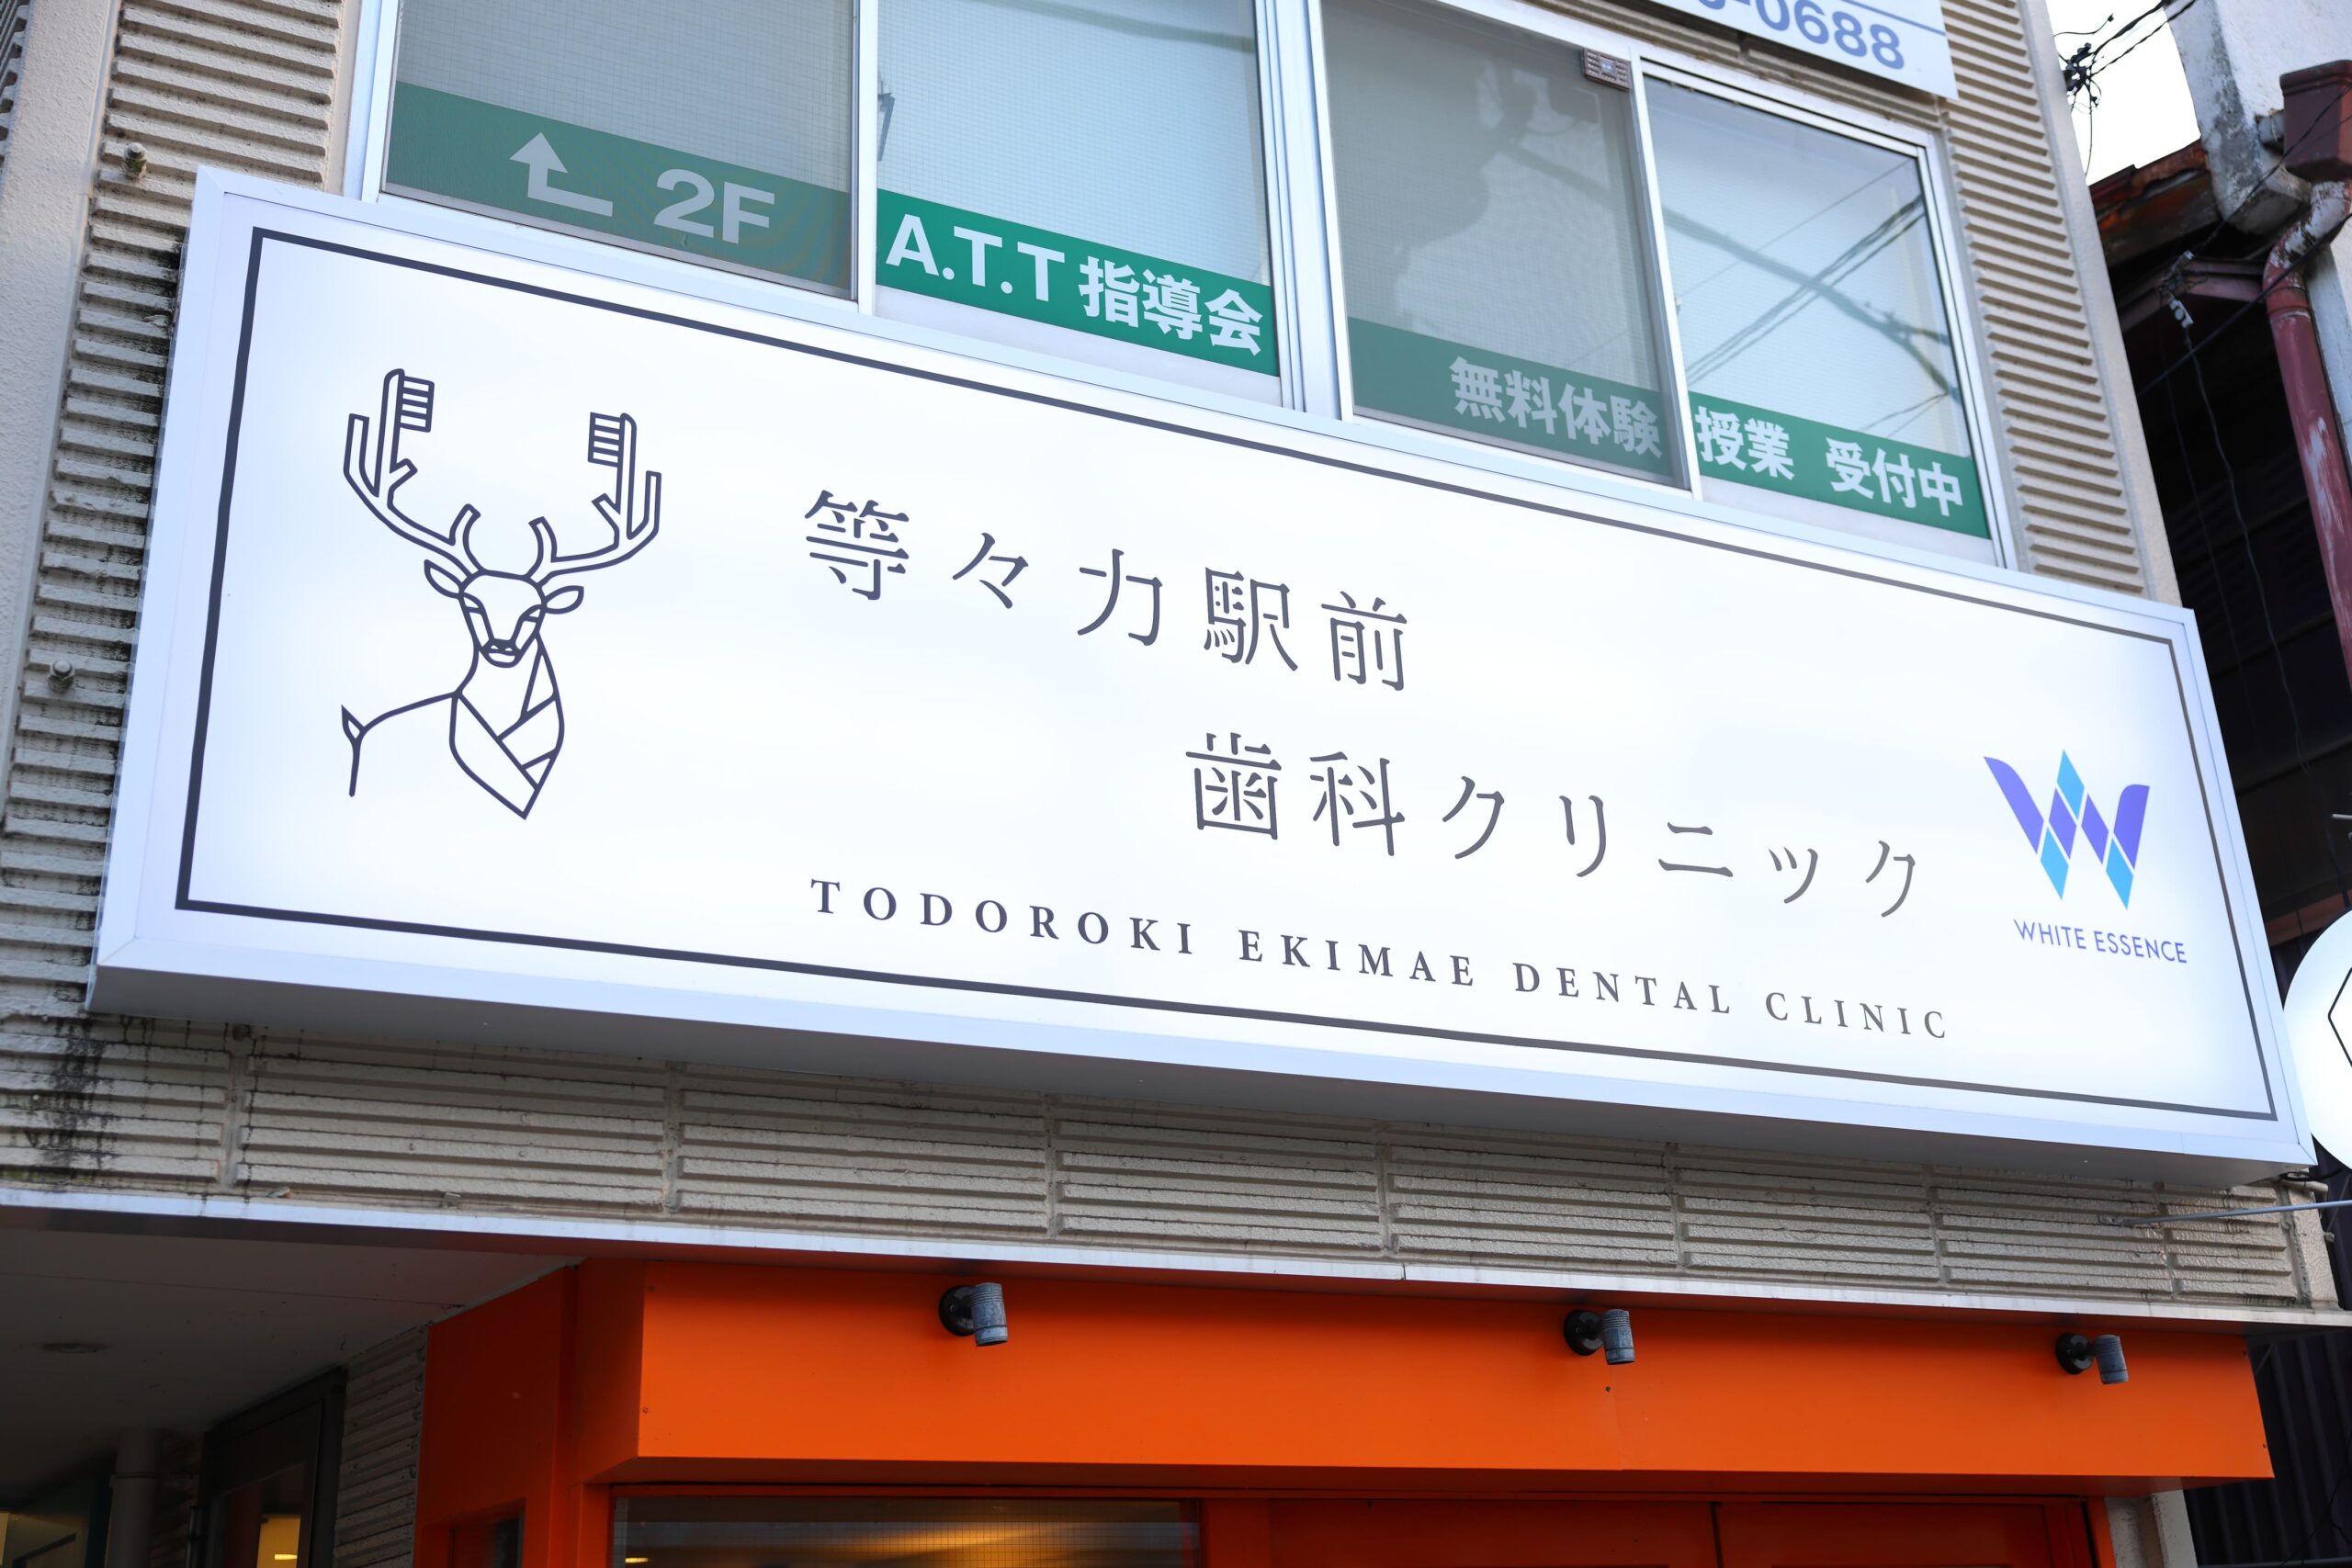 -0688
2F
A.T.T 指導会
無料体験授業 受付中
等々力駅前
歯科クリニック
TODOROKI EKIMAE DENTAL CLINIC
WHITE ESSENCE